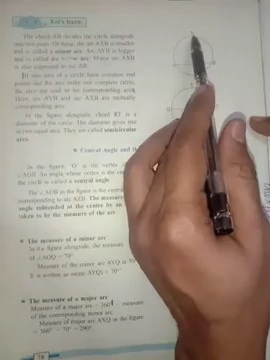 Let's learn.
The chord AB divides the circle alongside
into two parts. Of these, the arc AXB is smaller
and is called a minor arc. Arc AYB is bigger
and is called the major arc. Minor arc AXB
is also expressed as arc AB.
If two arcs of a circle have common end
points and the arcs make one complete circle,
the arcs are said to be corresponding arcs.
Here, arc AYB and arc AXB are mutually
corresponding arcs.
In the figure alongside chord RT is a
diameter of the circle. The diameter gives rise
to two equal arcs. They are called semicircular
arcs.
Central Angle and
In the figure, 'O' is the vertex of
∠AOB. An angle whose vertex is the
the circle is called a central angle
The ∠AOB in the figure is the central
corresponding to arc AZB. The measure
angle subtended at the centre by an
taken to be the measure of the arc
The measure of a minor arc
In the figure alongside, the measure
of ∠AOQ = 70°
Measure of the minor arc AYQ is 70
It is written as m(arc AYQ) = 70°
The measure of a major arc
Measure of a major arc = 360° - measure
of the corresponding minor arc.
Measure of major arc AXQ in the figure
= 360° - 70° = 290°